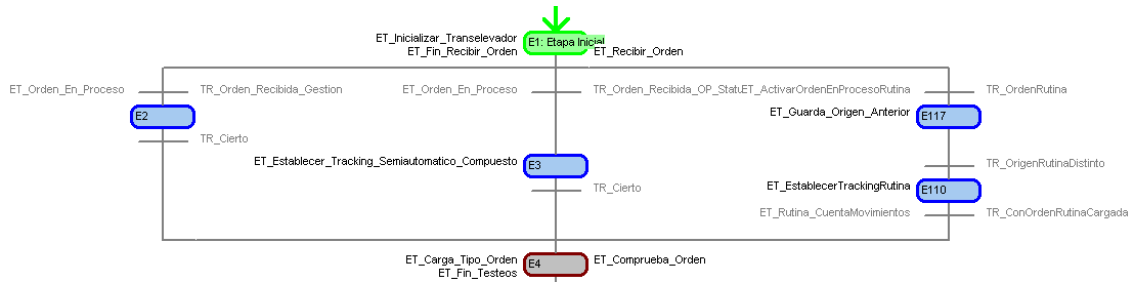 ET_Inicializar_Transelevador
E1: Etapa Inicial
ET_Fin_Recibir_Orden
ET_Recibir_Orden
ET_Orden_En_Proceso
TR_Orden_Recibida_Gestion
ET_Orden_En_Proceso
TR_Orden_Recibida_OP_Statu
ET_ActivarOrdenEnProcesoRutina
TR_OrdenRutina
E2
ET_Guarda_Origen_Anterior
E117
TR_Cierto
ET_Establecer_Tracking_Semiautomatico_Compuesto
E3
TR_OrigenRutinaDistinto
TR_Cierto
ET_EstablecerTrackingRutina
E110
ET_Rutina_CuentaMovimientos
TR_ConOrdenRutinaCargada
ET_Carga_Tipo_Orden
E4
ET_Comprueba_Orden
ET_Fin_Testeos